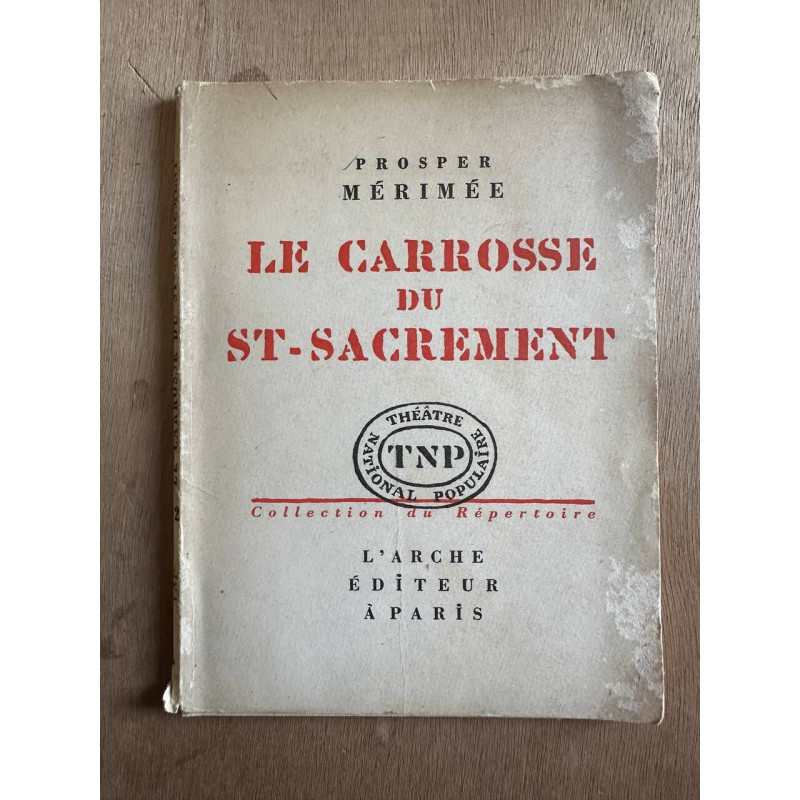 PROSPER
MÉRIMÉE
LE CARROSSE
DU
ST-SACREMENT
THÉÂTRE
NATIONAL POPULAIRE
TNP
Collection du Répertoire
L'ARCHE
ÉDITEUR
À PARIS